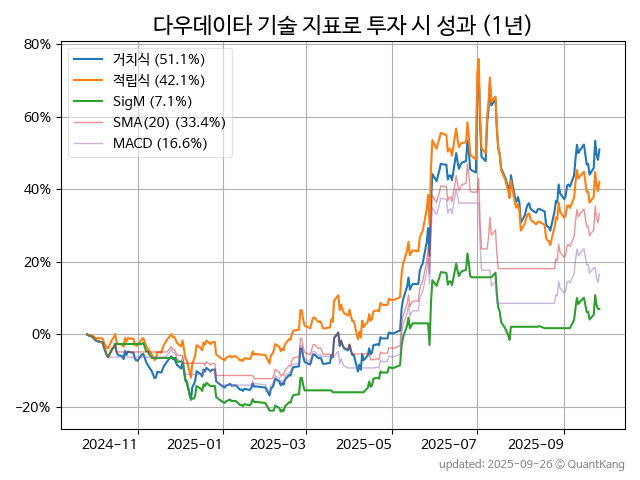 다우데이타 기술 지표로 투자 시 성과 (1년)
80%
60%
40%
20%
0%
−20%
거치식 (51.1%)
적립식 (42.1%)
SigM (7.1%)
SMA(20) (33.4%)
MACD (16.6%)
2024-11
2025-01
2025-03
2025-05
2025-07
2025-09
updated: 2025-09-26 © QuantKang